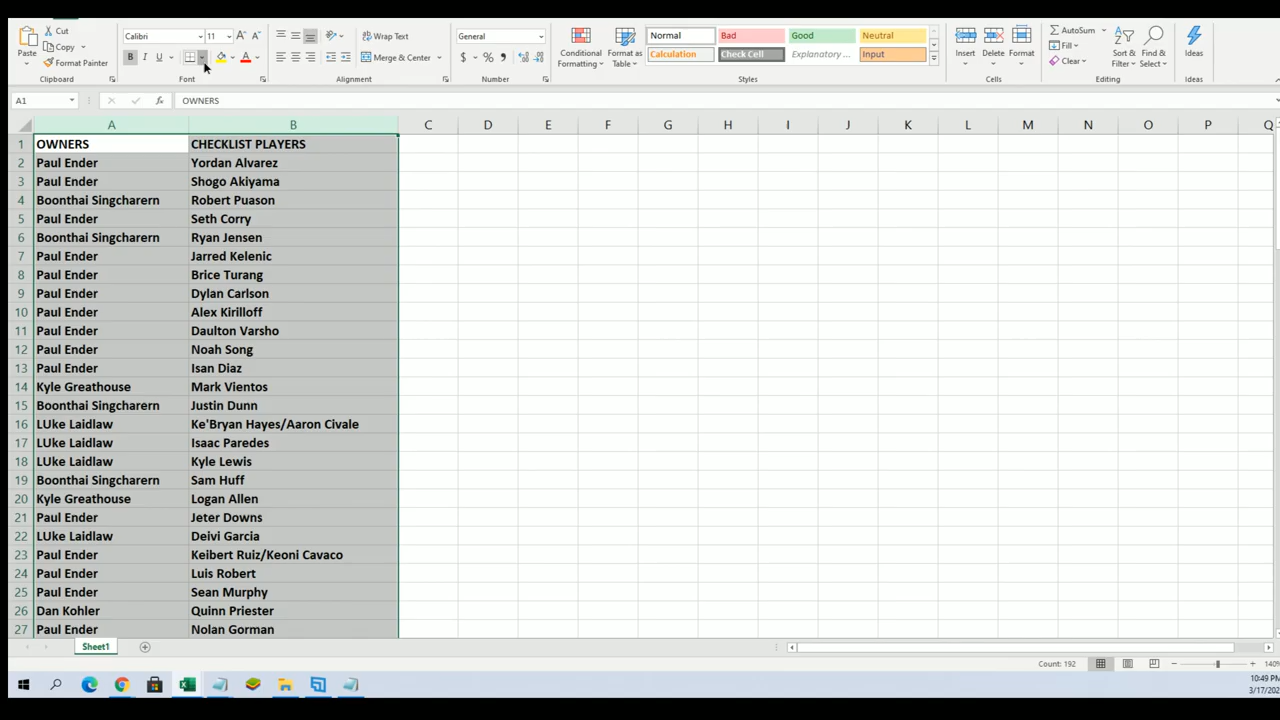 Cut
Copy
Format Painter
Paste
Clipboard
Calibri
11
B I U
Font
Wrap Text
Merge & Center
Alignment
General
$ %
Number
Conditional Formatting
Format as Table
Normal
Bad
Good
Neutral
Calculation
Check Cell
Explanatory ...
Input
Styles
Insert
Delete
Format
Cells
AutoSum
Fill
Clear
Sort & Filter
Find & Select
Editing
Ideas
Ideas
A1
fx
OWNERS
A B C D E F G H I J K L M N O P Q
1 OWNERS CHECKLIST PLAYERS
2 Paul Ender Yordan Alvarez
3 Paul Ender Shogo Akiyama
4 Boonthai Singcharern Robert Puason
5 Paul Ender Seth Corry
6 Boonthai Singcharern Ryan Jensen
7 Paul Ender Jarred Kelenic
8 Paul Ender Brice Turang
9 Paul Ender Dylan Carlson
10 Paul Ender Alex Kirilloff
11 Paul Ender Daulton Varsho
12 Paul Ender Noah Song
13 Paul Ender Isan Diaz
14 Kyle Greathouse Mark Vientos
15 Boonthai Singcharern Justin Dunn
16 LUke Laidlaw Ke'Bryan Hayes/Aaron Civale
17 LUke Laidlaw Isaac Paredes
18 LUke Laidlaw Kyle Lewis
19 Boonthai Singcharern Sam Huff
20 Kyle Greathouse Logan Allen
21 Paul Ender Jeter Downs
22 LUke Laidlaw Deivi Garcia
23 Paul Ender Keibert Ruiz/Keoni Cavaco
24 Paul Ender Luis Robert
25 Paul Ender Sean Murphy
26 Dan Kohler Quinn Priester
27 Paul Ender Nolan Gorman
Sheet1
Count: 192
140%
10:49 PM
3/17/202